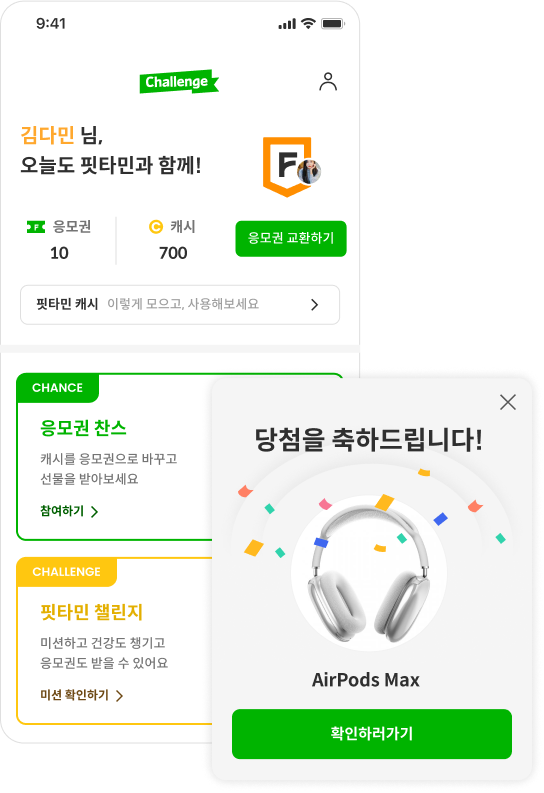 9:41
Challenge
김다민 님,
오늘도 핏타민과 함께!
F
응모권
10
캐시
700
응모권 교환하기
핏타민 캐시 이렇게 모으고, 사용해보세요
CHANCE
응모권 찬스
캐시를 응모권으로 바꾸고
선물을 받아보세요
참여하기
CHALLENGE
핏타민 챌린지
미션하고 건강도 챙기고
응모권도 받을 수 있어요
미션 확인하기
당첨을 축하드립니다!
AirPods Max
확인하러가기